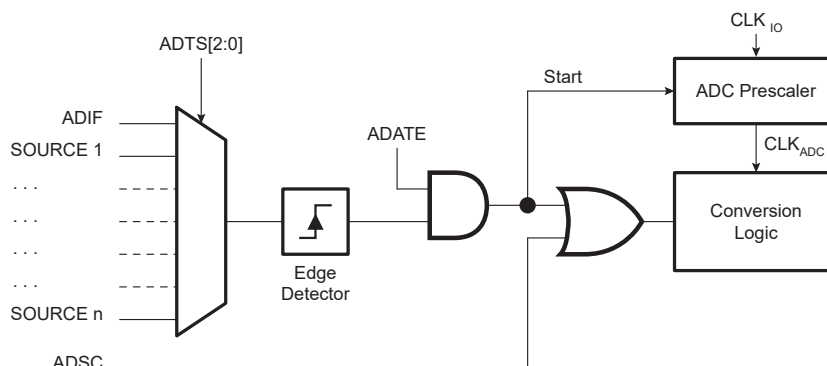 ADTS[2:0]
CLK IO
Start
ADC Prescaler
ADIF
SOURCE 1
ADATE
CLK ADC
. . .
. . .
. . .
. . .
Conversion
Logic
Edge
Detector
SOURCE n
ADSC